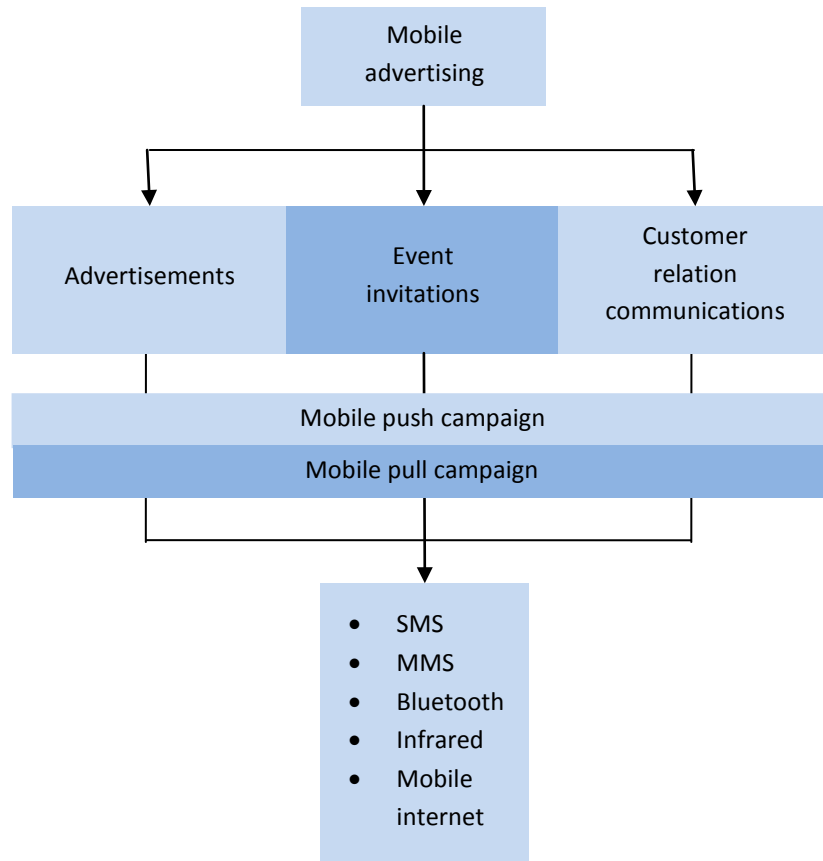 Mobile
advertising
Advertisements
Event
invitations
Customer
relation
communications
Mobile push campaign
Mobile pull campaign
• SMS
• MMS
• Bluetooth
• Infrared
• Mobile
internet